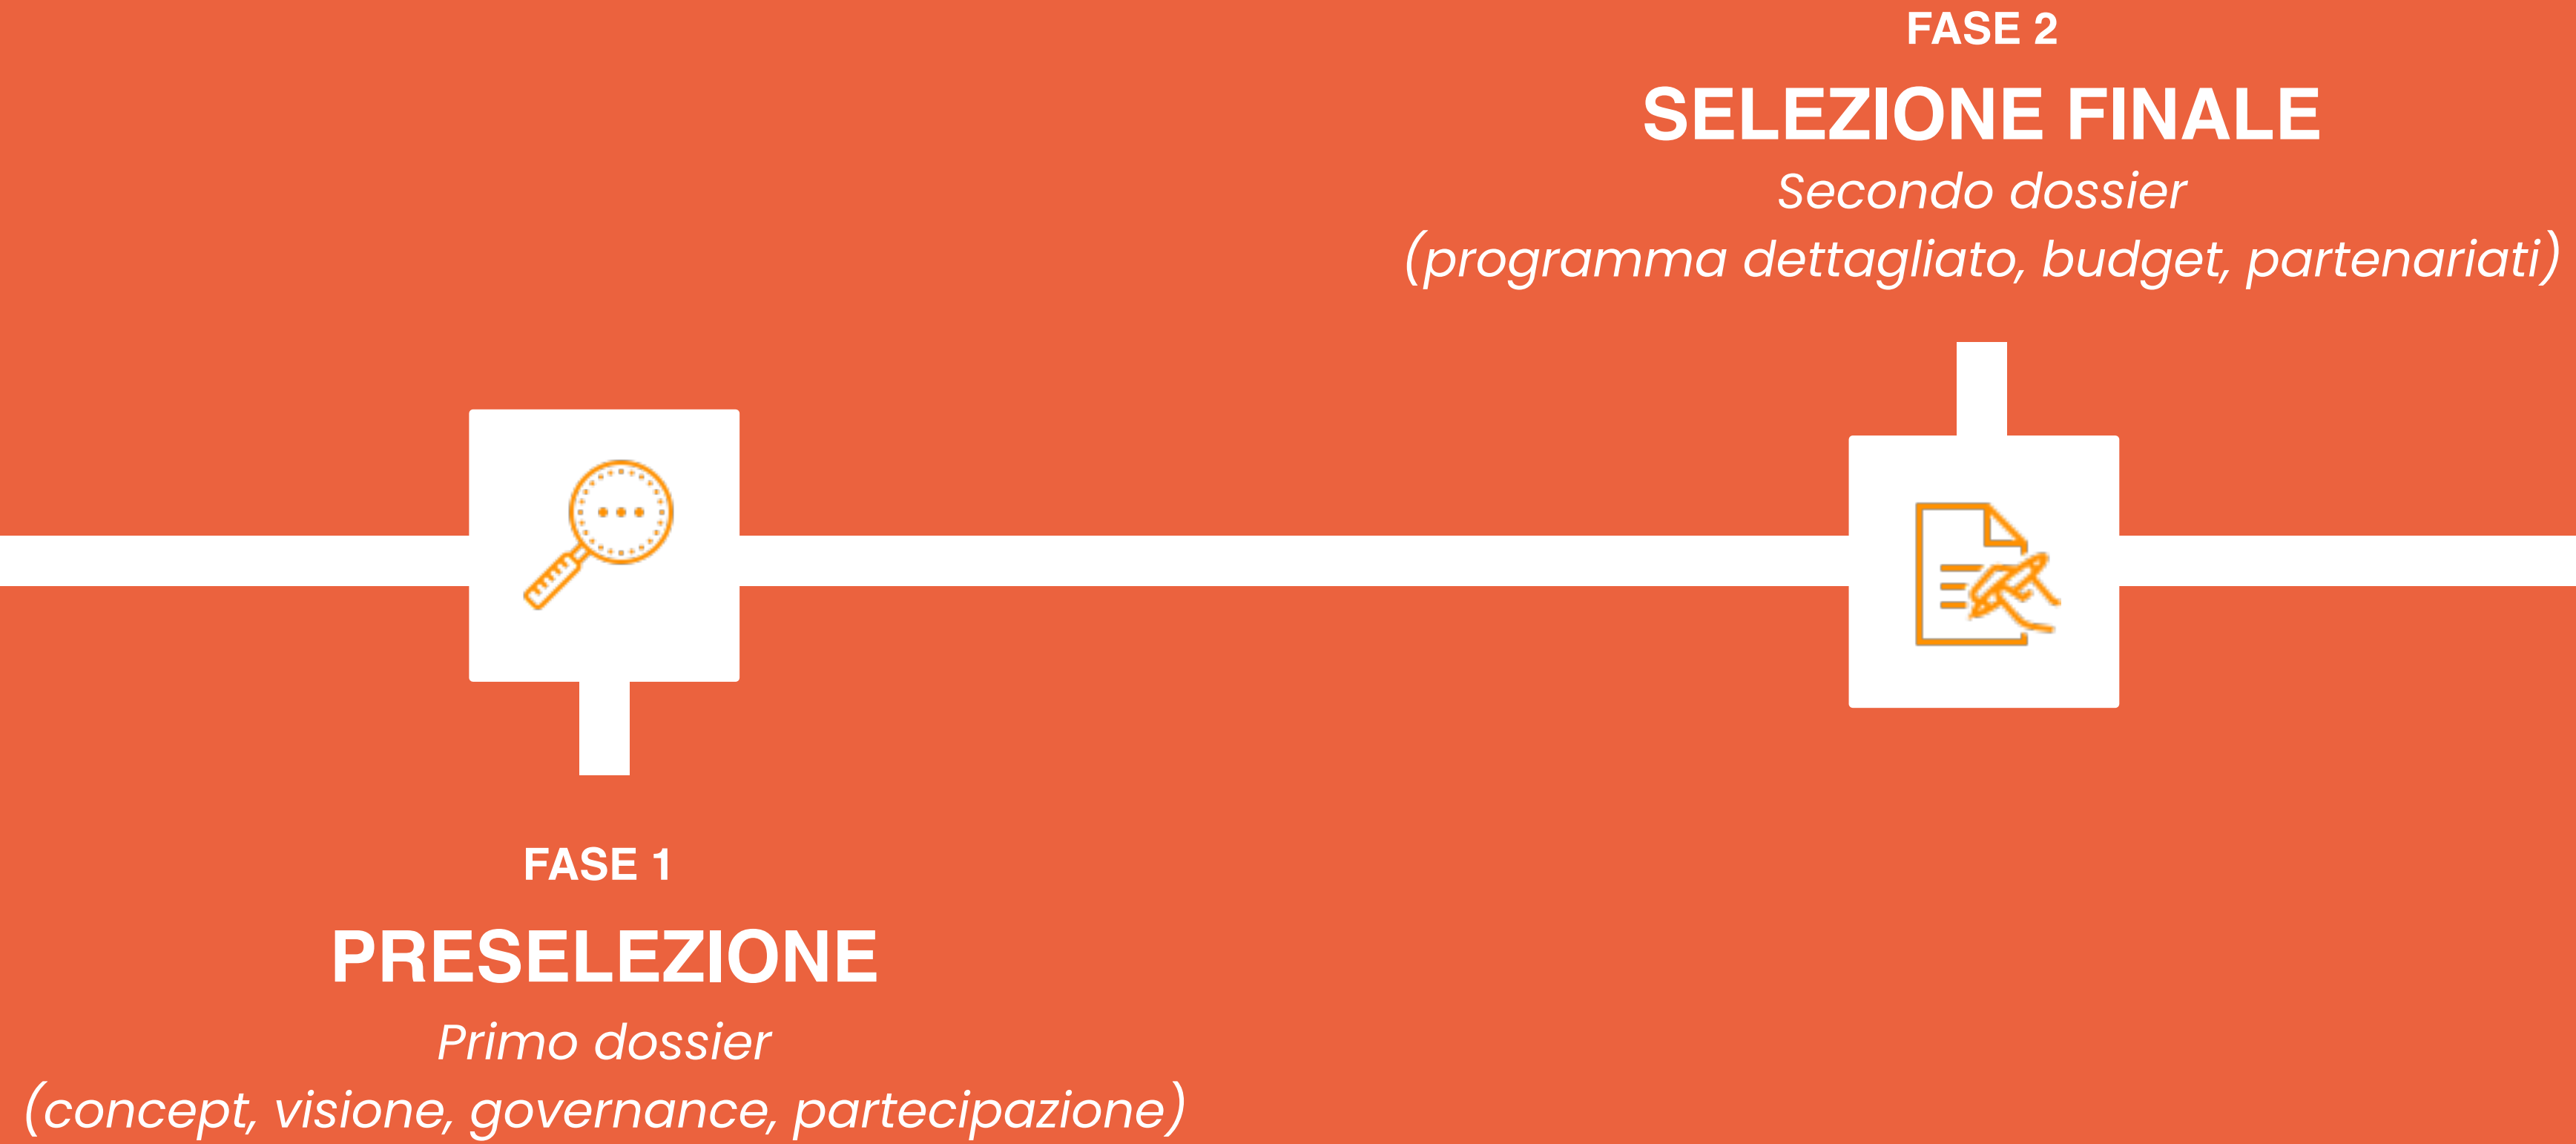 FASE 2
SELEZIONE FINALE
Secondo dossier
(programma dettagliato, budget, partenariati)
FASE 1
PRESELEZIONE
Primo dossier
(concept, visione, governance, partecipazione)